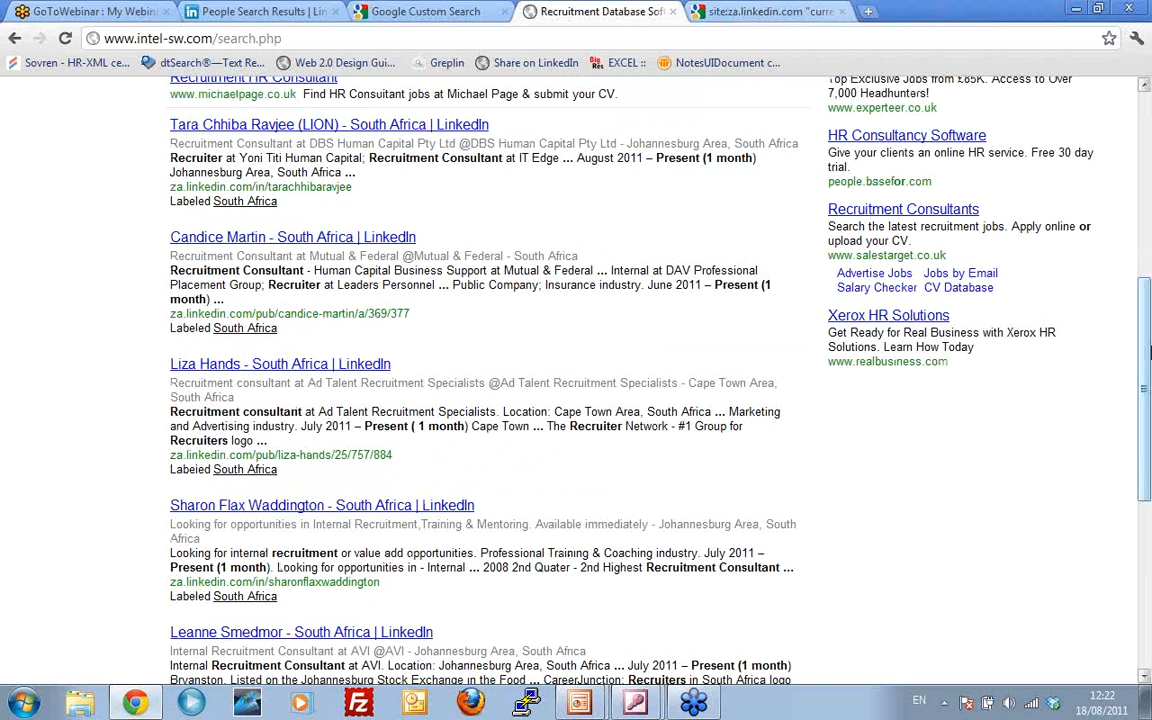 GoToWebinar : My Webin
People Search Results | Lin
Google Custom Search
Recruitment Database Sof
site:za.linkedin.com "curre
www.intel-sw.com/search.php
Sovren - HR-XML ce...
dtSearch®—Text Re...
Web 2.0 Design Gui...
Greplin
Share on LinkedIn
EXCEL ::
NotesUIDocument c...
Recruitment HR Consultant
www.michaelpage.co.uk Find HR Consultant jobs at Michael Page & submit your CV.
Tara Chhiba Ravjee (LION) - South Africa | LinkedIn
Recruitment Consultant at DBS Human Capital Pty Ltd @DBS Human Capital Pty Ltd - Johannesburg Area, South Africa
Recruiter at Yoni Titi Human Capital; Recruitment Consultant at IT Edge ... August 2011 – Present (1 month)
Johannesburg Area, South Africa ...
za.linkedin.com/in/tarachhibaravjee
Labeled South Africa
Candice Martin - South Africa | LinkedIn
Recruitment Consultant at Mutual & Federal @Mutual & Federal - South Africa
Recruitment Consultant - Human Capital Business Support at Mutual & Federal ... Internal at DAV Professional
Placement Group; Recruiter at Leaders Personnel ... Public Company; Insurance industry. June 2011 – Present (1
month) ...
za.linkedin.com/pub/candice-martin/a/369/377
Labeled South Africa
Liza Hands - South Africa | LinkedIn
Recruitment consultant at Ad Talent Recruitment Specialists @Ad Talent Recruitment Specialists - Cape Town Area,
South Africa
Recruitment consultant at Ad Talent Recruitment Specialists. Location: Cape Town Area, South Africa ... Marketing
and Advertising industry. July 2011 – Present ( 1 month) Cape Town ... The Recruiter Network - #1 Group for
Recruiters logo ...
za.linkedin.com/pub/liza-hands/25/757/884
Labeled South Africa
Sharon Flax Waddington - South Africa | LinkedIn
Looking for opportunities in Internal Recruitment,Training & Mentoring. Available immediately - Johannesburg Area, South
Africa
Looking for internal recruitment or value add opportunities. Professional Training & Coaching industry. July 2011 –
Present (1 month). Looking for opportunities in - Internal ... 2008 2nd Quater - 2nd Highest Recruitment Consultant ...
za.linkedin.com/in/sharonflaxwaddington
Labeled South Africa
Leanne Smedmor - South Africa | LinkedIn
Internal Recruitment Consultant at AVI @AVI - Johannesburg Area, South Africa
Internal Recruitment Consultant at AVI. Location: Johannesburg Area, South Africa ... July 2011 – Present (1 month)
Bryanston. Listed on the Johannesburg Stock Exchange in the Food ... CareerJunction; Recruiters in South Africa logo
Top Exclusive Jobs from £65K. Access to Over
7,000 Headhunters!
www.experteer.co.uk
HR Consultancy Software
Give your clients an online HR service. Free 30 day
trial.
people.basefor.com
Recruitment Consultants
Search the latest recruitment jobs. Apply online or
upload your CV.
www.salestarget.co.uk
Advertise Jobs Jobs by Email
Salary Checker CV Database
Xerox HR Solutions
Get Ready for Real Business with Xerox HR
Solutions. Learn How Today
www.realbusiness.com
EN
12:22
18/08/2011